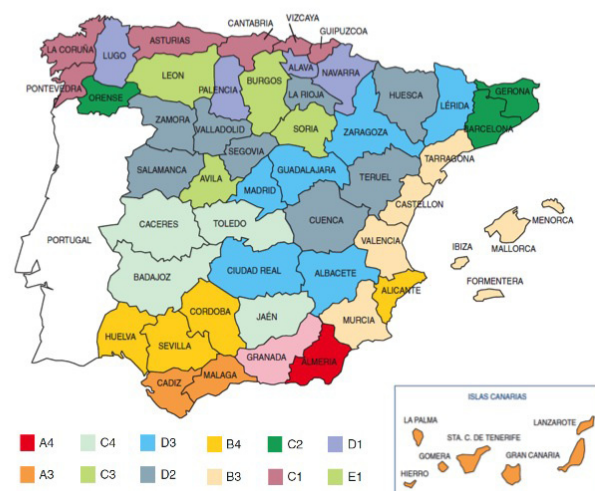 CANTABRIA
VIZCAYA
GUIPUZCOA
LA CORUÑA
LUGO
ASTURIAS
ALAVA
NAVARRA
PONTEVEDRA
ORENSE
LEON
PALENCIA
BURGOS
LA RIOJA
HUESCA
LÉRIDA
GERONA
BARCELONA
ZAMORA
VALLADOLID
SORIA
ZARAGOZA
TARRAGONA
SEGOVIA
SALAMANCA
AVILA
MADRID
GUADALAJARA
TERUEL
CASTELLON
MENORCA
CACERES
TOLEDO
CUENCA
PORTUGAL
VALENCIA
IBIZA
MALLORCA
BADAJOZ
CIUDAD REAL
ALBACETE
ALICANTE
FORMENTERA
CORDOBA
JAÉN
MURCIA
HUELVA
SEVILLA
GRANADA
ALMERIA
CADIZ
MALAGA
ISLAS CANARIAS
LA PALMA
LANZAROTE
STA. C. DE TENERIFE
GOMERA
GRAN CANARIA
HIERRO
A4 C4 D3 B4 C2 D1
A3 C3 D2 B3 C1 E1